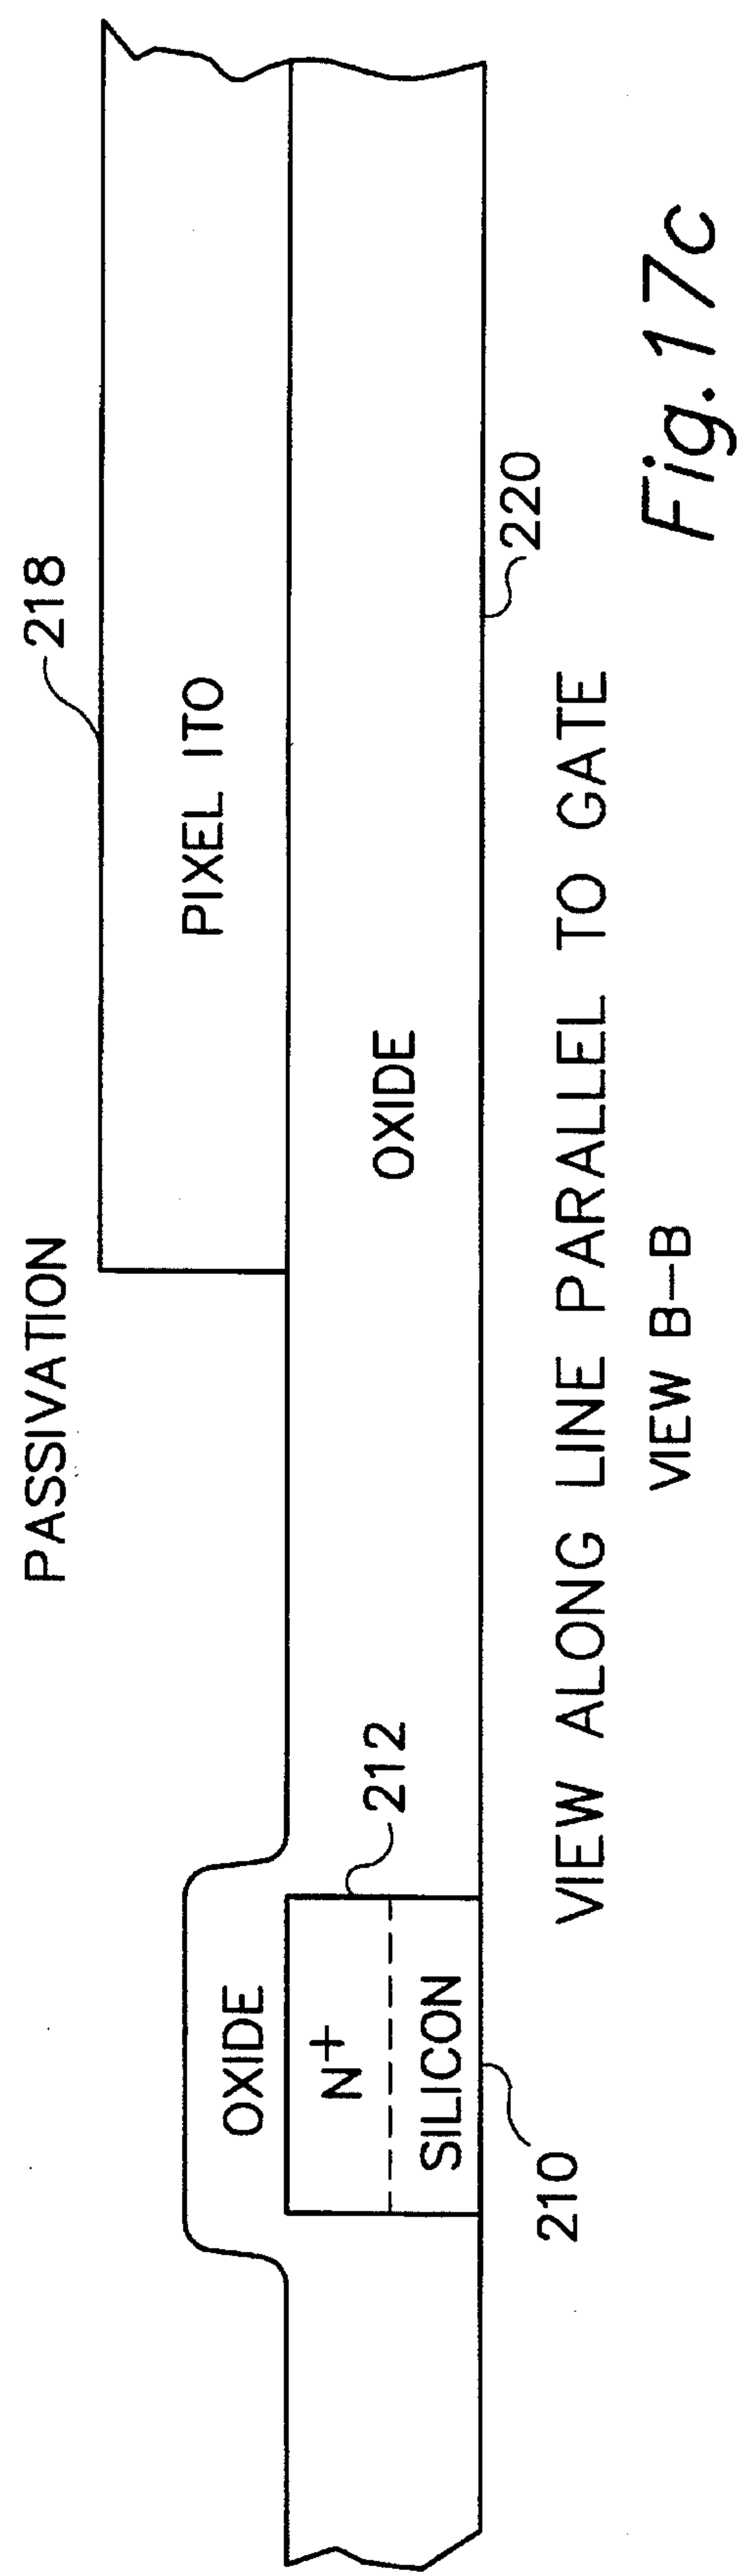 PASSIVATION
218
PIXEL ITO
OXIDE
N+
SILICON
212
OXIDE
210
220
VIEW ALONG LINE PARALLEL TO GATE
VIEW B-B
Fig. 17c